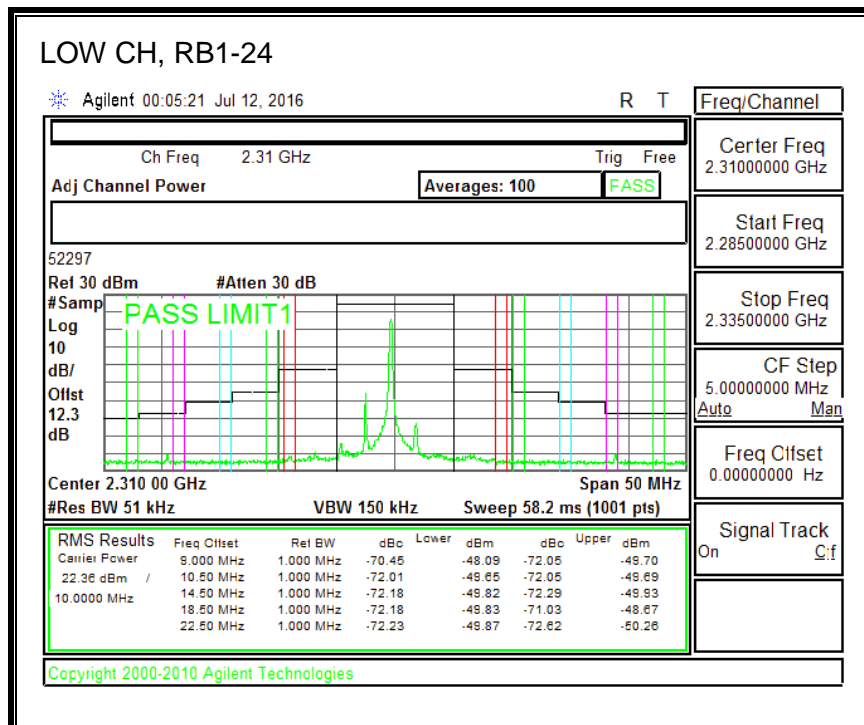 LOW CH, RB1-24
Agilent 00:05:21 Jul 12, 2016
R T
Ch Freq 2.31 GHz
Trig Free
Adj Channel Power
Averages: 100
PASS
52297
Ref 30 dBm
#Atten 30 dB
#Samp
Log
10
dB/
Offst
12.3
dB
PASS LIMIT1
Center 2.310 00 GHz
Span 50 MHz
#Res BW 51 kHz
VBW 150 kHz
Sweep 58.2 ms (1001 pts)
RMS Results Freq Offset Ref BW dBc Lower dBm dBc Upper dBm
Carrier Power 9.000 MHz 1.000 MHz -70.45 -48.09 -72.05 -49.70
22.36 dBm / 10.50 MHz 1.000 MHz -72.01 -49.65 -72.05 -49.69
10.0000 MHz 14.50 MHz 1.000 MHz -72.18 -49.82 -72.29 -49.93
18.50 MHz 1.000 MHz -72.18 -49.83 -71.03 -48.67
22.50 MHz 1.000 MHz -72.23 -49.87 -72.62 -50.26
Copyright 2000-2010 Agilent Technologies
Freq/Channel
Center Freq
2.31000000 GHz
Start Freq
2.28500000 GHz
Stop Freq
2.33500000 GHz
CF Step
5.00000000 MHz
Auto Man
Freq Offset
0.00000000 Hz
Signal Track
On Off